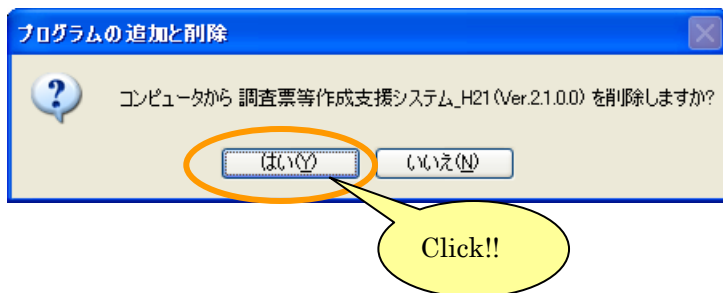 プログラムの追加と削除
コンピュータから 調査票等作成支援システム_H21(Ver.2.1.0.0) を削除しますか?
はい(Y) いいえ(N)
Click!!